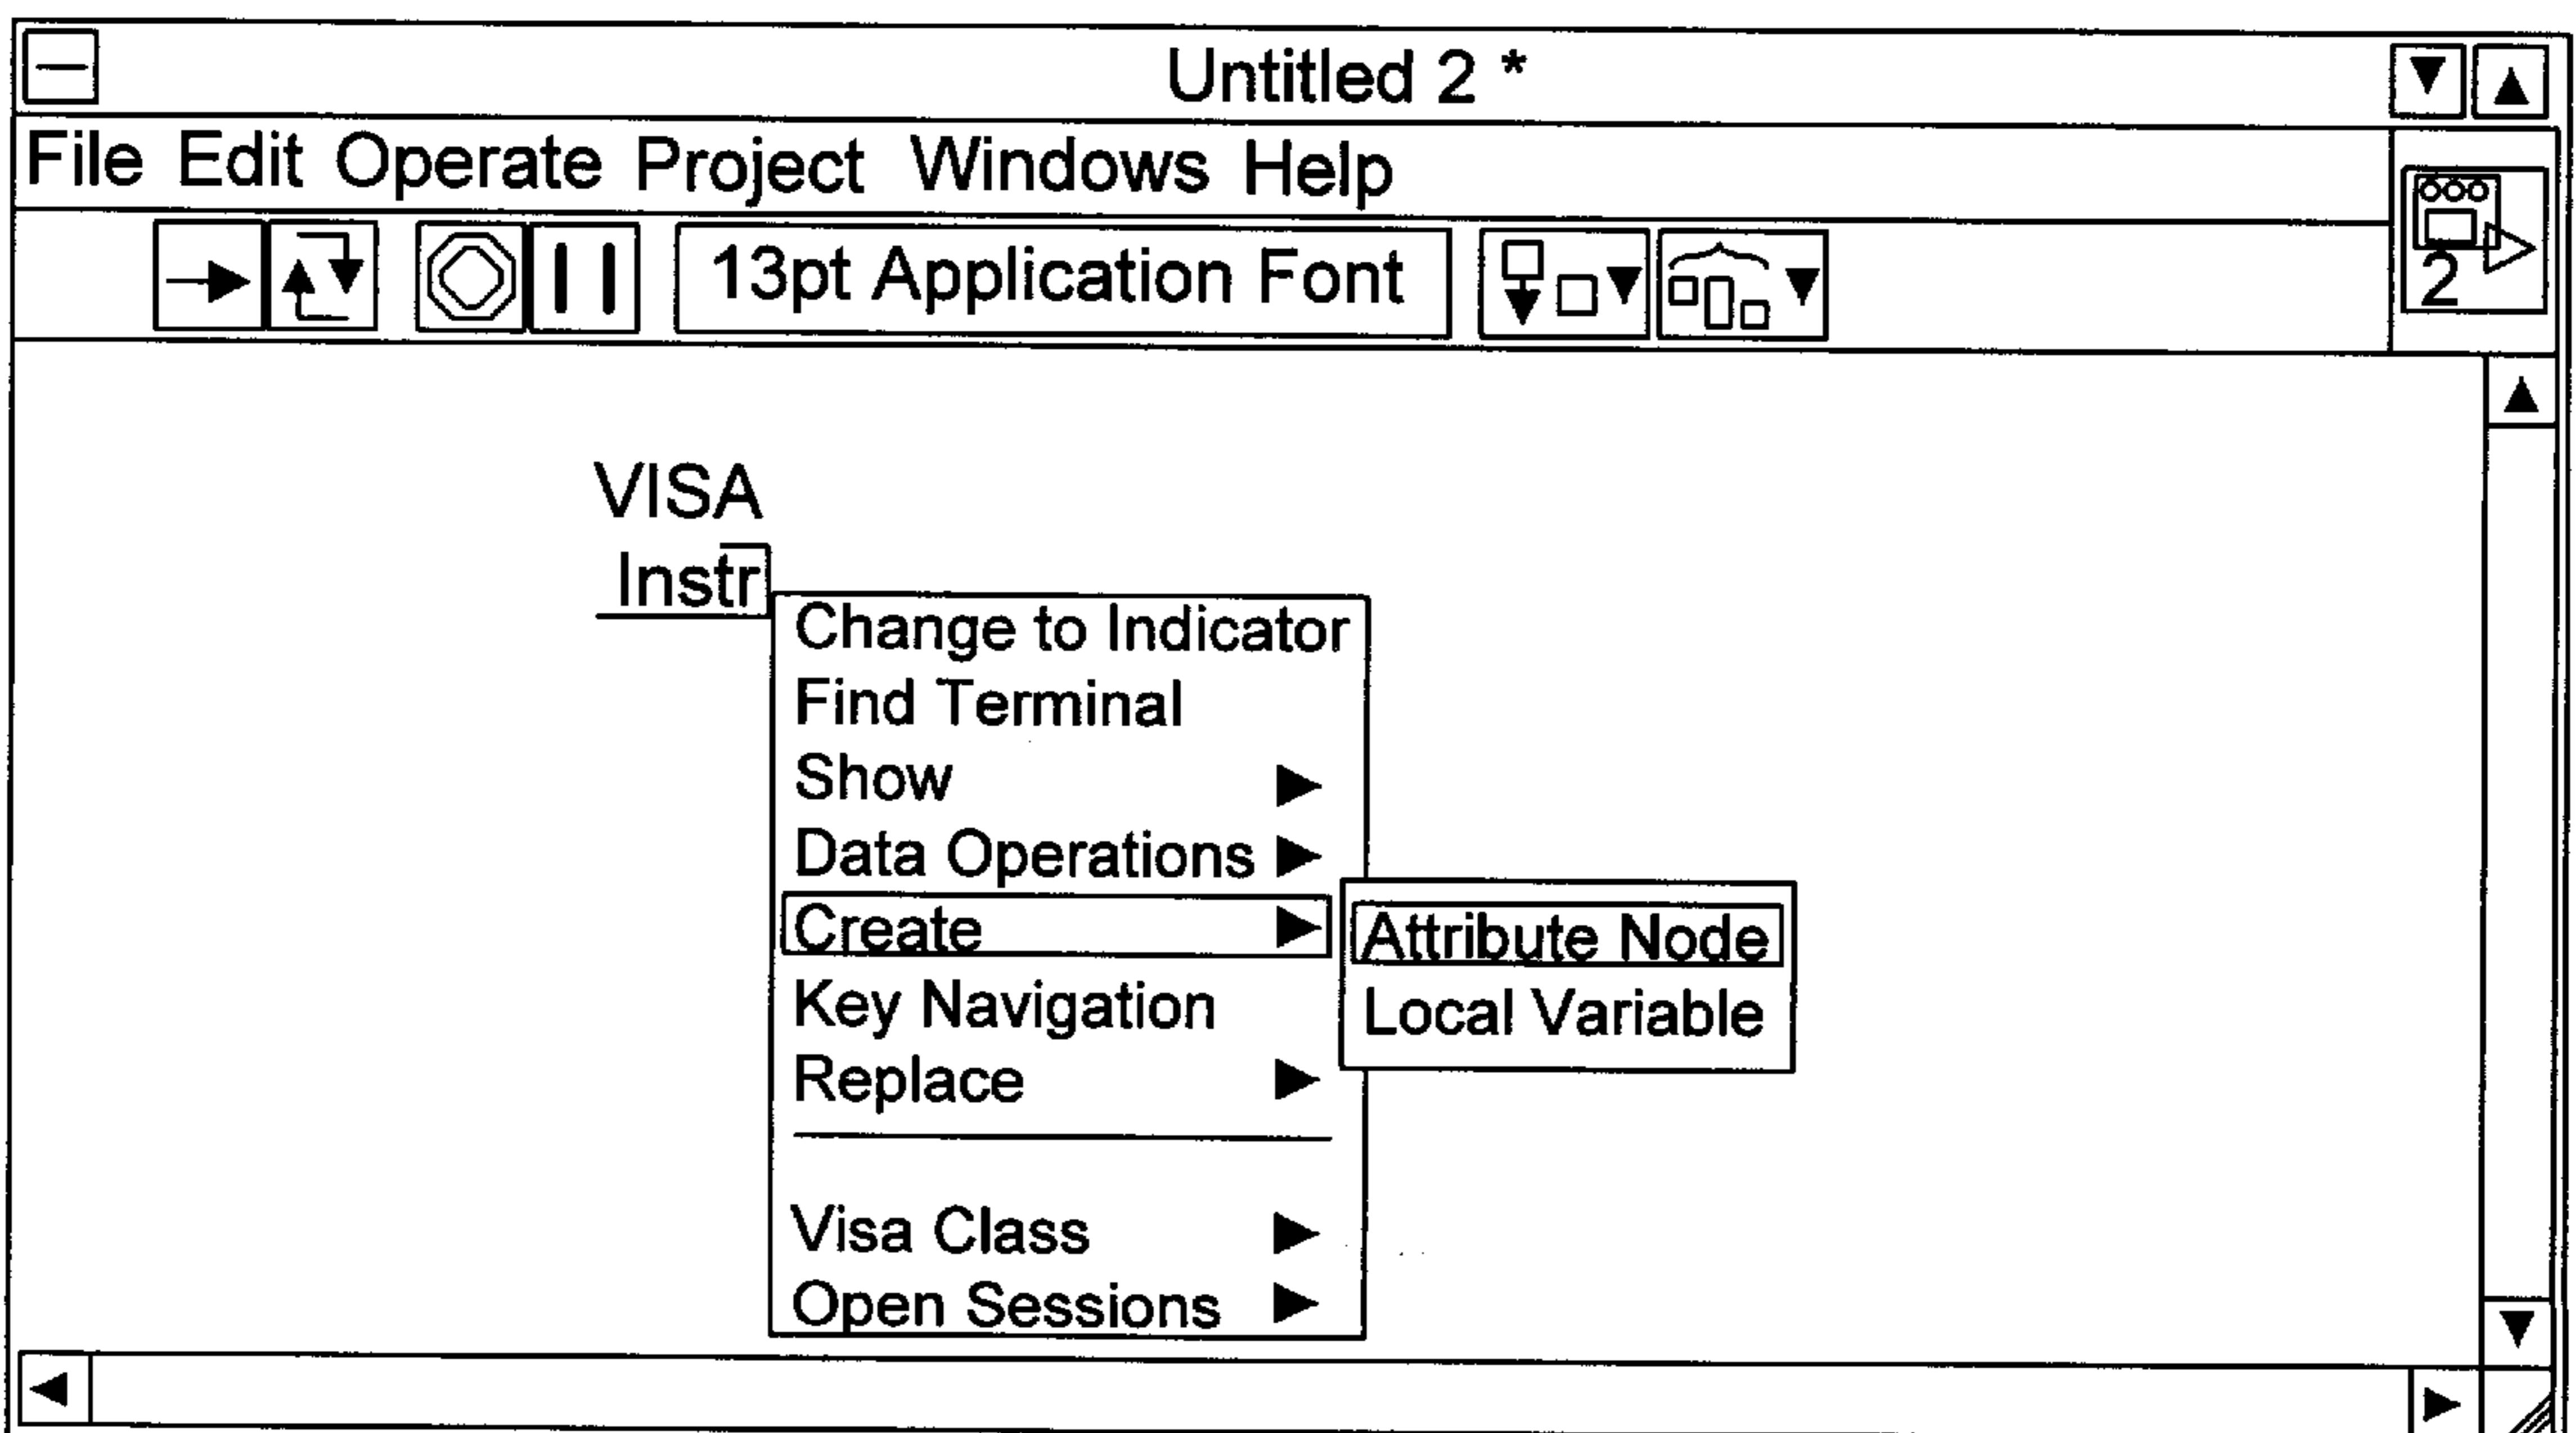 Untitled 2 *
File Edit Operate Project Windows Help
13pt Application Font
2
VISA
Instr
Change to Indicator
Find Terminal
Show
Data Operations
Create
Attribute Node
Key Navigation
Local Variable
Replace
Visa Class
Open Sessions